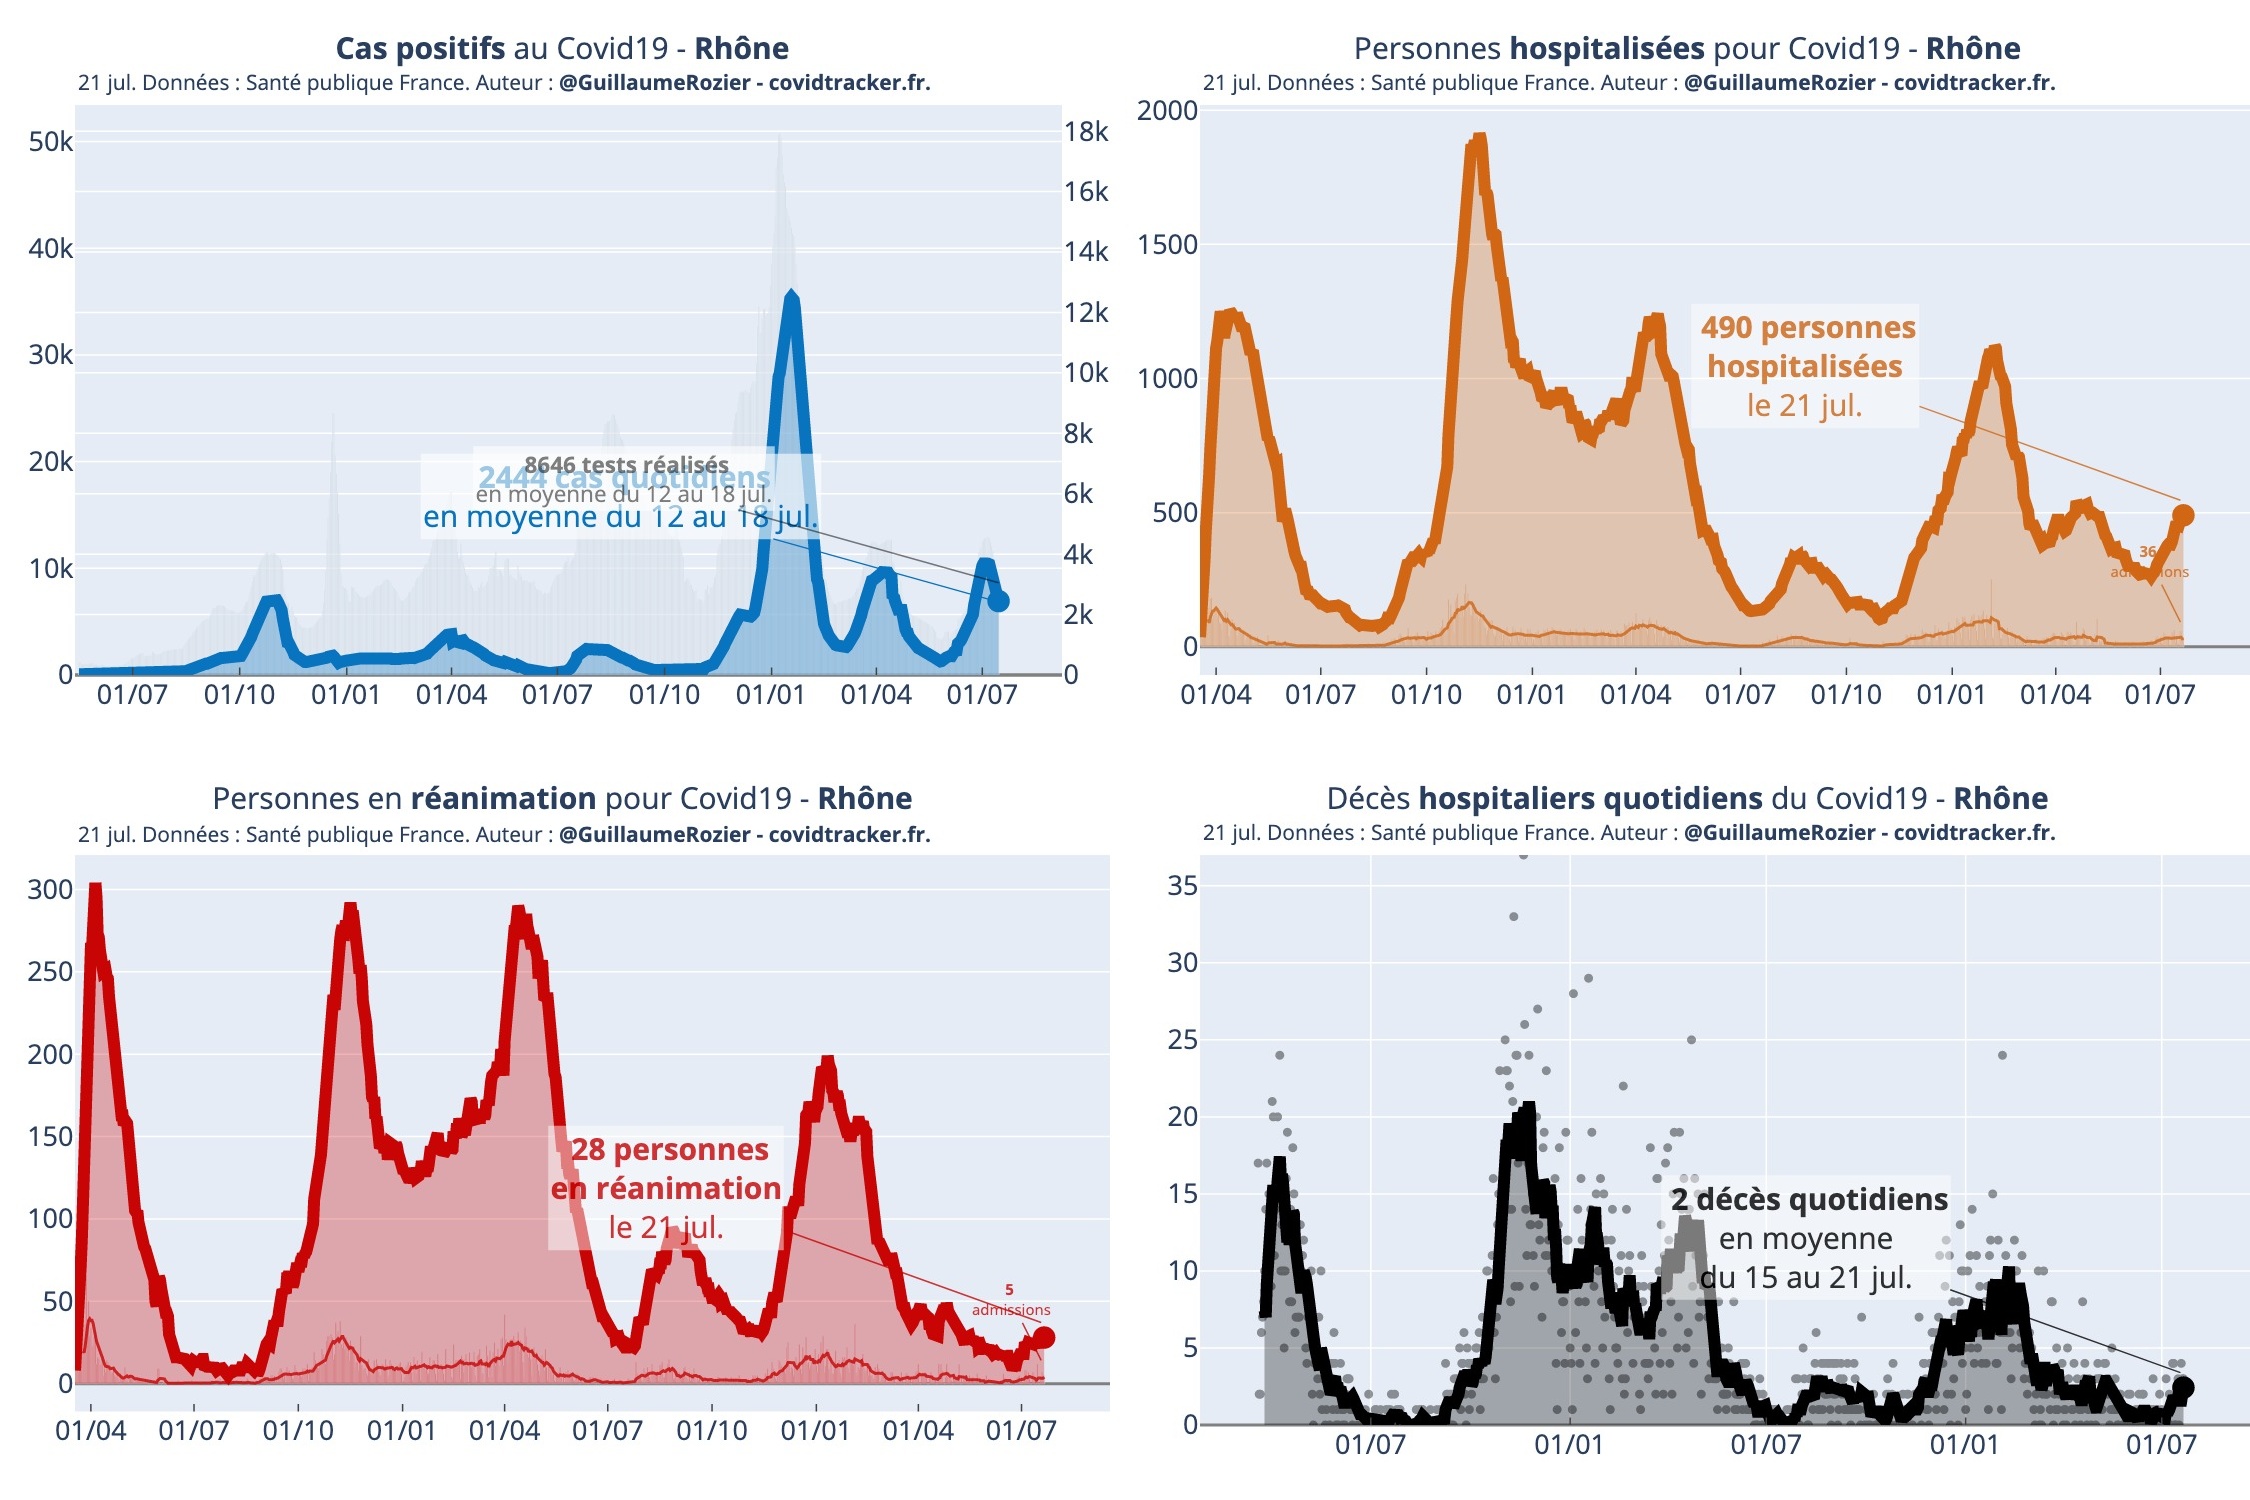 Cas positifs au Covid19 - Rhône
21 jul. Données : Santé publique France. Auteur : @GuillaumeRozier - covidtracker.fr.
50k
40k
30k
20k
10k
0
18k
16k
14k
12k
10k
8k
6k
4k
2k
0
8646 tests réalisés
2444 cas quotidiens
en moyenne du 12 au 18 jul.
en moyenne du 12 au 18 jul.
01/07 01/10 01/01 01/04 01/07 01/10 01/01 01/04 01/07
Personnes hospitalisées pour Covid19 - Rhône
21 jul. Données : Santé publique France. Auteur : @GuillaumeRozier - covidtracker.fr.
2000
1500
1000
500
0
490 personnes
hospitalisées
le 21 jul.
36
admissions
01/04 01/07 01/10 01/01 01/04 01/07 01/10 01/01 01/04 01/07
Personnes en réanimation pour Covid19 - Rhône
21 jul. Données : Santé publique France. Auteur : @GuillaumeRozier - covidtracker.fr.
300
250
200
150
100
50
0
28 personnes
en réanimation
le 21 jul.
5
admissions
01/04 01/07 01/10 01/01 01/04 01/07 01/10 01/01 01/04 01/07
Décès hospitaliers quotidiens du Covid19 - Rhône
21 jul. Données : Santé publique France. Auteur : @GuillaumeRozier - covidtracker.fr.
35
30
25
20
15
10
5
0
2 décès quotidiens
en moyenne
du 15 au 21 jul.
01/07 01/01 01/07 01/01 01/07